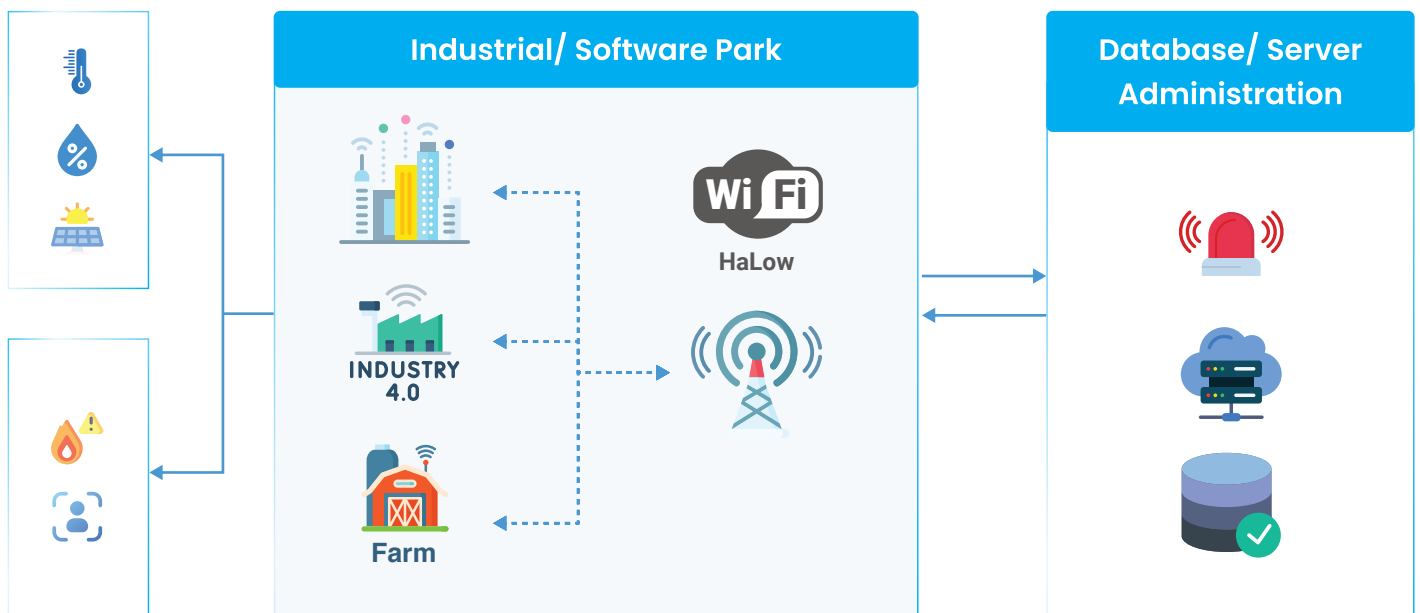 Industrial/ Software Park
Database/ Server
Administration
Wi Fi
HaLow
INDUSTRY
4.0
Farm